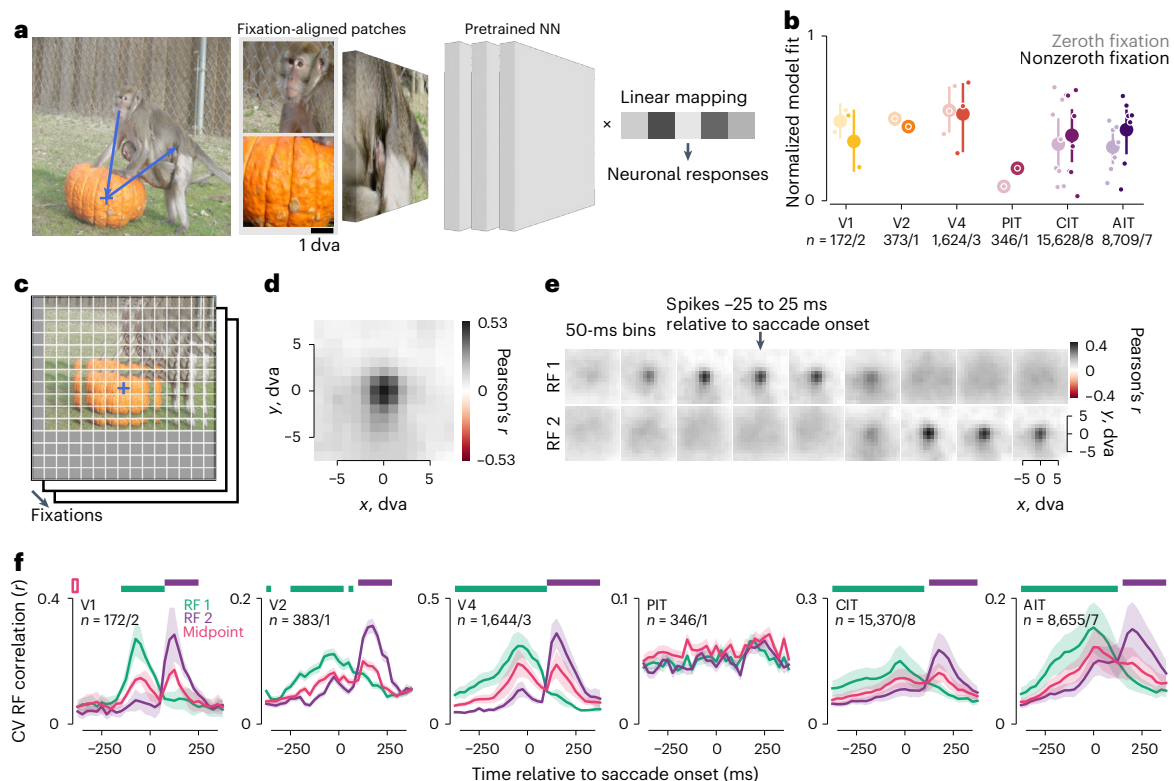 a
Fixation-aligned patches
Pretrained NN
1 dva
×
Linear mapping
Neuronal responses
b
Zeroth fixation
Nonzeroth fixation
Normalized model fit
1
0
V1 V2 V4 PIT CIT AIT
n = 172/2 373/1 1,624/3 346/1 15,628/8 8,709/7
c
Fixations
d
5
0
−5
y, dva
−5 0 5
x, dva
0.53
0
−0.53
Pearson's r
e
Spikes −25 to 25 ms
relative to saccade onset
50-ms bins
RF 1
RF 2
0.4
0
−0.4
Pearson's r
5
0
−5
y, dva
−5 0 5
x, dva
f
CV RF correlation (r)
0.4
0
V1
n = 172/2
RF 1
RF 2
Midpoint
−250 0 250
0.2
0
V2
n = 383/1
−250 0 250
0.5
0
V4
n = 1,644/3
−250 0 250
0.1
0
PIT
n = 346/1
−250 0 250
0.3
0
CIT
n = 15,370/8
−250 0 250
0.3
0
AIT
n = 8,655/7
−250 0 250
Time relative to saccade onset (ms)